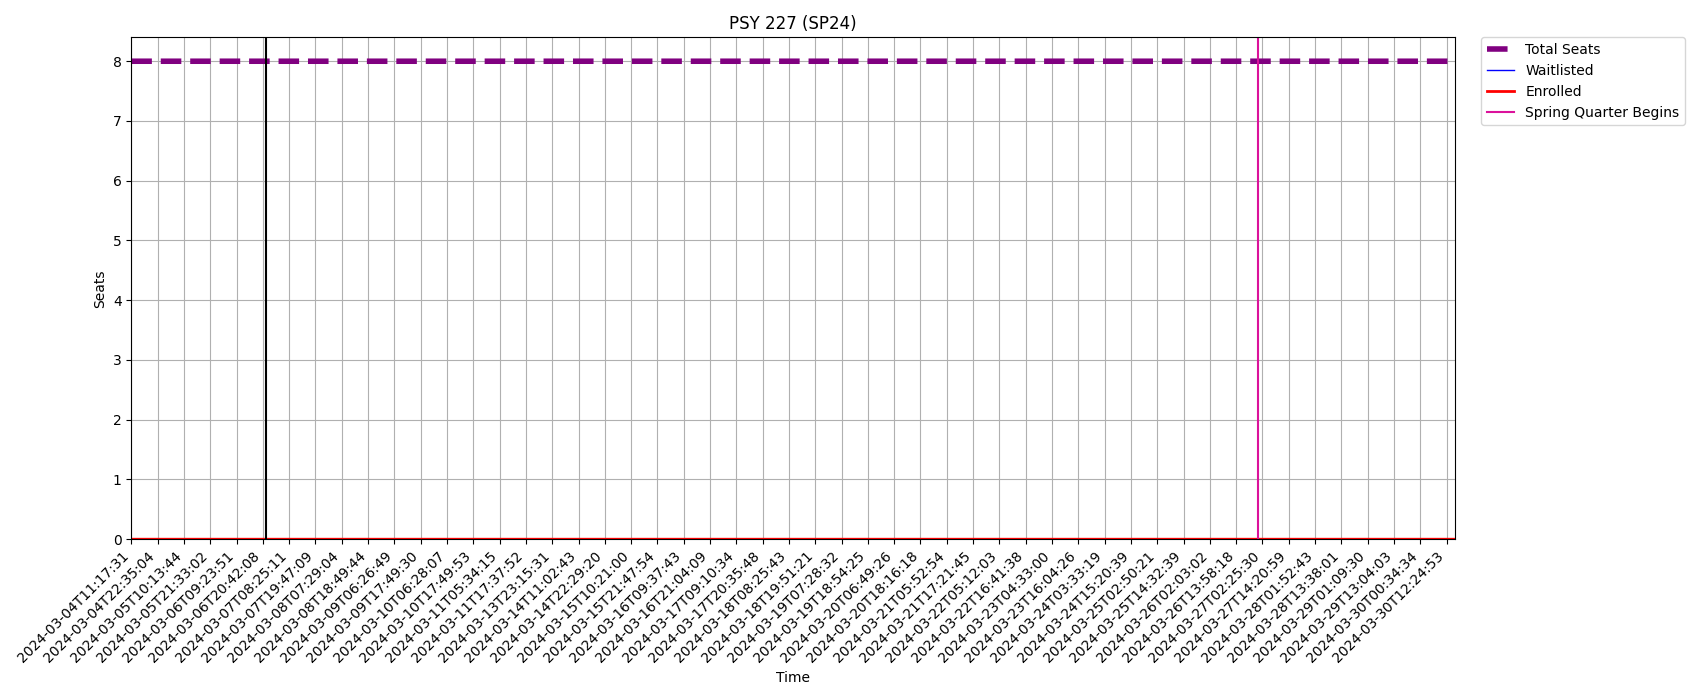 PSY 227 (SP24)
Total Seats
Waitlisted
Enrolled
Spring Quarter Begins
8
7
6
5
4
3
2
1
0
Seats
2024-03-04T11:17:31
2024-03-04T22:35:04
2024-03-05T10:13:44
2024-03-05T21:33:02
2024-03-06T09:23:51
2024-03-06T20:42:08
2024-03-07T08:25:11
2024-03-07T19:47:09
2024-03-08T07:29:04
2024-03-08T18:49:44
2024-03-09T06:26:49
2024-03-09T17:49:30
2024-03-10T06:28:07
2024-03-10T17:49:53
2024-03-11T05:34:15
2024-03-11T17:37:52
2024-03-13T23:15:31
2024-03-14T11:02:43
2024-03-14T22:29:20
2024-03-15T10:21:00
2024-03-15T21:47:54
2024-03-16T09:37:43
2024-03-16T21:04:09
2024-03-17T09:10:34
2024-03-17T20:35:48
2024-03-18T08:25:43
2024-03-18T19:51:21
2024-03-19T07:28:32
2024-03-19T18:54:25
2024-03-20T06:49:26
2024-03-20T18:16:18
2024-03-21T05:52:54
2024-03-21T17:21:45
2024-03-22T05:12:03
2024-03-22T16:41:38
2024-03-23T04:33:00
2024-03-23T16:04:26
2024-03-24T03:33:19
2024-03-24T15:20:39
2024-03-25T02:50:21
2024-03-25T14:32:39
2024-03-26T02:03:02
2024-03-26T13:58:18
2024-03-27T02:25:30
2024-03-27T14:20:59
2024-03-28T01:52:43
2024-03-28T13:38:01
2024-03-29T01:09:30
2024-03-29T13:04:03
2024-03-30T00:34:34
2024-03-30T12:24:53
Time